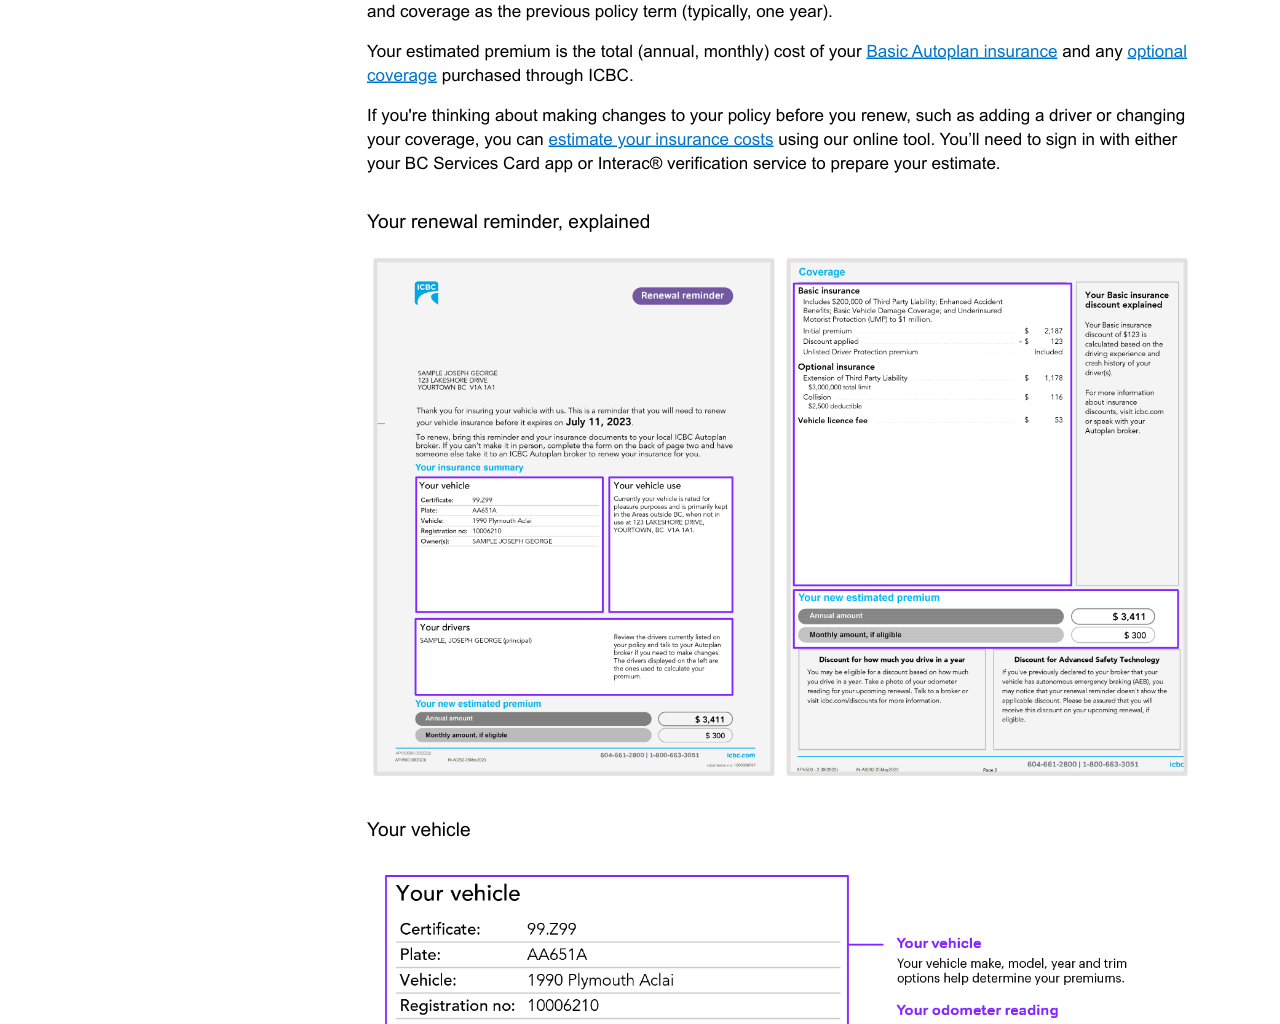 and coverage as the previous policy term (typically, one year).
Your estimated premium is the total (annual, monthly) cost of your Basic Autoplan insurance and any optional
coverage purchased through ICBC.
If you're thinking about making changes to your policy before you renew, such as adding a driver or changing
your coverage, you can estimate your insurance costs using our online tool. You’ll need to sign in with either
your BC Services Card app or Interac® verification service to prepare your estimate.
Your renewal reminder, explained
ICBC
Renewal reminder
SAMPLE JOSEPH GEORGE
123 LAKESHORE DRIVE
YOURTOWN BC V1A 1A1
Thank you for insuring your vehicle with us. This is a reminder that you will need to renew
your vehicle insurance before it expires on July 11, 2023.
To renew, bring this reminder and your insurance documents to your local ICBC Autoplan
broker. If you can't make it in person, complete the form on the back of page two and have
someone else take it to an ICBC Autoplan broker to renew your insurance for you.
Your insurance summary
Your vehicle
Certificate: 99.Z99
Plate: AA651A
Vehicle: 1990 Plymouth Aclai
Registration no: 10006210
Owner(s): SAMPLE JOSEPH GEORGE
Your vehicle use
Currently your vehicle is rated for
pleasure purposes and is primarily kept
in the Areas outside BC, when not in
use at 123 LAKESHORE DRIVE,
YOURTOWN, BC V1A 1A1.
Your drivers
SAMPLE, JOSEPH GEORGE (principal)
Review the drivers currently listed on
your policy and talk to your Autoplan
broker if you need to make changes.
The drivers displayed on the left are
the ones used to calculate your
premium.
Your new estimated premium
Annual amount $ 3,411
Monthly amount, if eligible $ 300
604-661-2800 | 1-800-663-3051 icbc.com
Coverage
Basic insurance
Includes $200,000 of Third Party Liability; Enhanced Accident
Benefits; Basic Vehicle Damage Coverage; and Underinsured
Motorist Protection (UMP) to $1 million.
Initial premium $ 2,187
Discount applied - $ 123
Unlisted Driver Protection premium Included
Optional insurance
Extension of Third Party Liability $ 1,178
$3,000,000 total limit
Collision $ 116
$2,500 deductible
Vehicle licence fee $ 53
Your Basic insurance
discount explained
Your Basic insurance
discount of $123 is
calculated based on the
driving experience and
crash history of your
driver(s).
For more information
about insurance
discounts, visit icbc.com
or speak with your
Autoplan broker.
Your new estimated premium
Annual amount $ 3,411
Monthly amount, if eligible $ 300
Discount for how much you drive in a year
You may be eligible for a discount based on how much
you drive in a year. Take a photo of your odometer
reading for your upcoming renewal. Talk to a broker or
visit icbc.com/discounts for more information.
Discount for Advanced Safety Technology
If you've previously declared to your broker that your
vehicle has autonomous emergency braking (AEB), you
may notice that your renewal reminder doesn't show the
applicable discount. Please be assured that you will
receive this discount on your upcoming renewal, if
eligible.
Page 2
604-661-2800 | 1-800-663-3051 icbc
Your vehicle
Your vehicle
Certificate: 99.Z99
Plate: AA651A
Vehicle: 1990 Plymouth Aclai
Registration no: 10006210
Your vehicle
Your vehicle make, model, year and trim
options help determine your premiums.
Your odometer reading